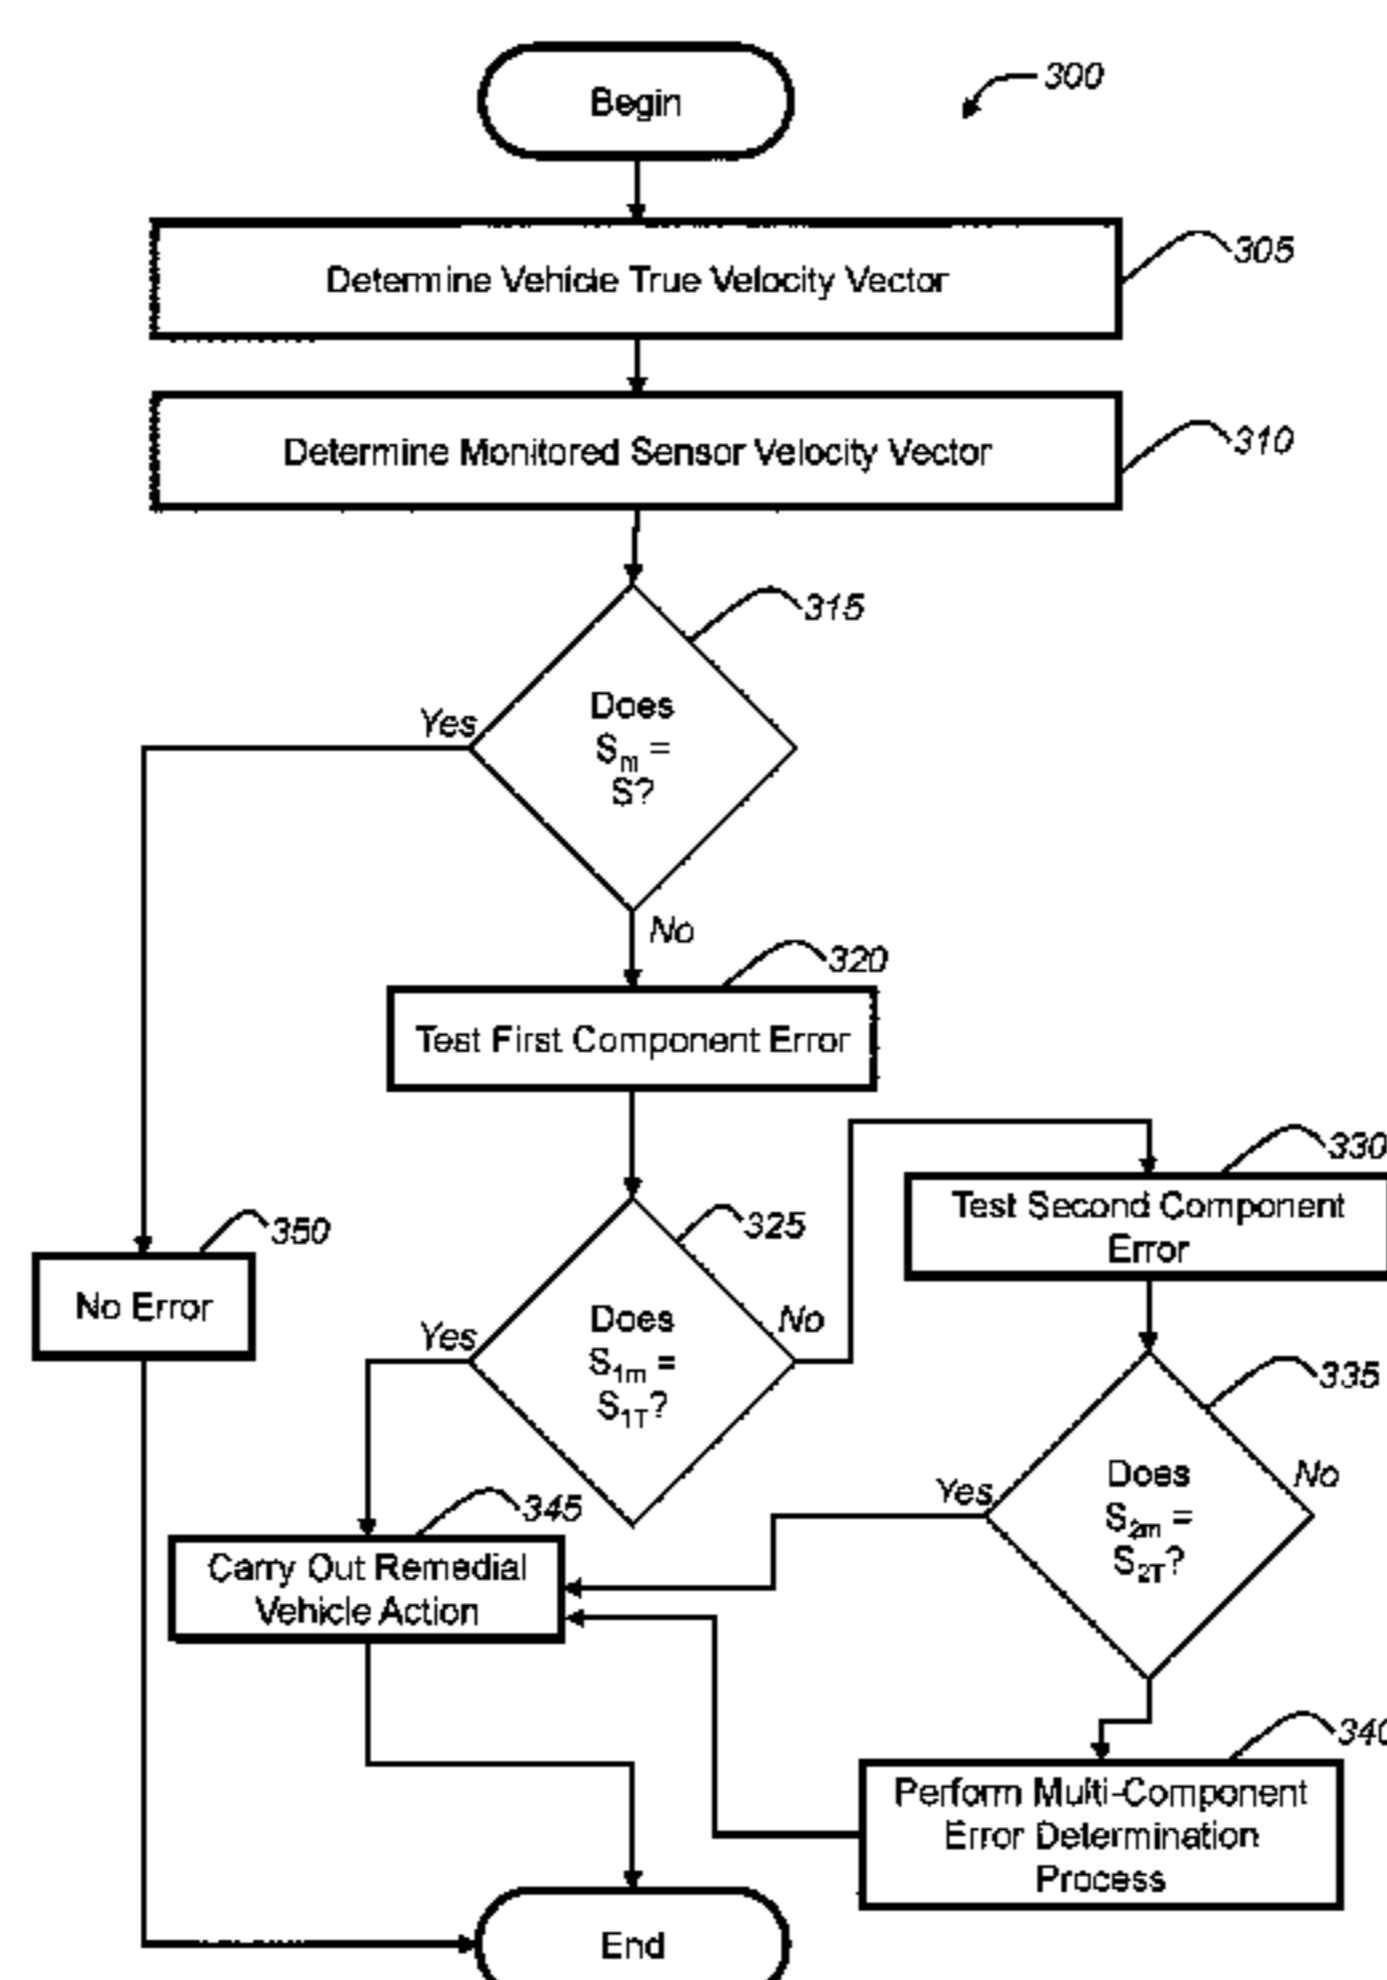 Begin
300
Determine Vehicle True Velocity Vector
305
Determine Monitored Sensor Velocity Vector
310
315
Does
Sm =
S?
Yes
No
320
Test First Component Error
330
Test Second Component
Error
350
No Error
325
Does
S1m =
S1T?
Yes
No
335
Does
S2m =
S2T?
Yes
No
345
Carry Out Remedial
Vehicle Action
340
Perform Multi-Component
Error Determination
Process
End